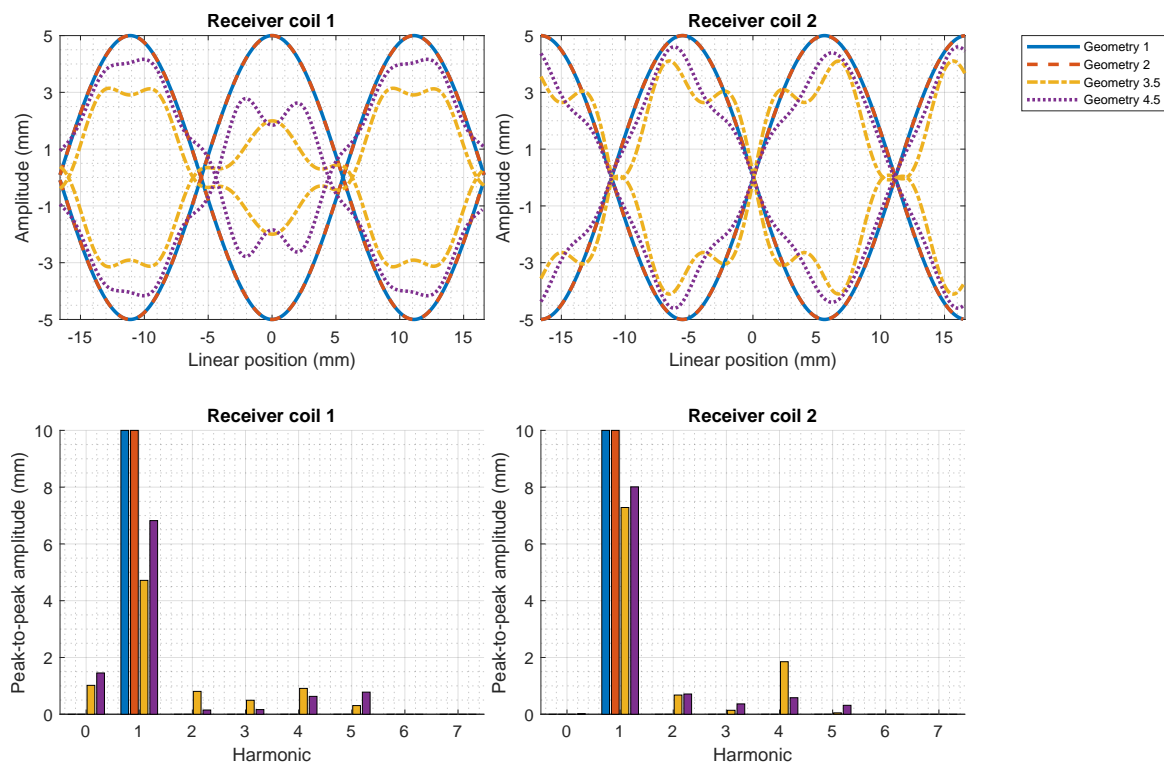 Receiver coil 1
Amplitude (mm)
5
3
1
-1
-3
-5
-15 -10 -5 0 5 10 15
Linear position (mm)
Receiver coil 2
Amplitude (mm)
5
3
1
-1
-3
-5
-15 -10 -5 0 5 10 15
Linear position (mm)
Geometry 1
Geometry 2
Geometry 3.5
Geometry 4.5
Receiver coil 1
Peak-to-peak amplitude (mm)
10
8
6
4
2
0
0 1 2 3 4 5 6 7
Harmonic
Receiver coil 2
Peak-to-peak amplitude (mm)
10
8
6
4
2
0
0 1 2 3 4 5 6 7
Harmonic